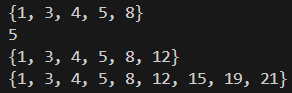 {1, 3, 4, 5, 8}
5
{1, 3, 4, 5, 8, 12}
{1, 3, 4, 5, 8, 12, 15, 19, 21}